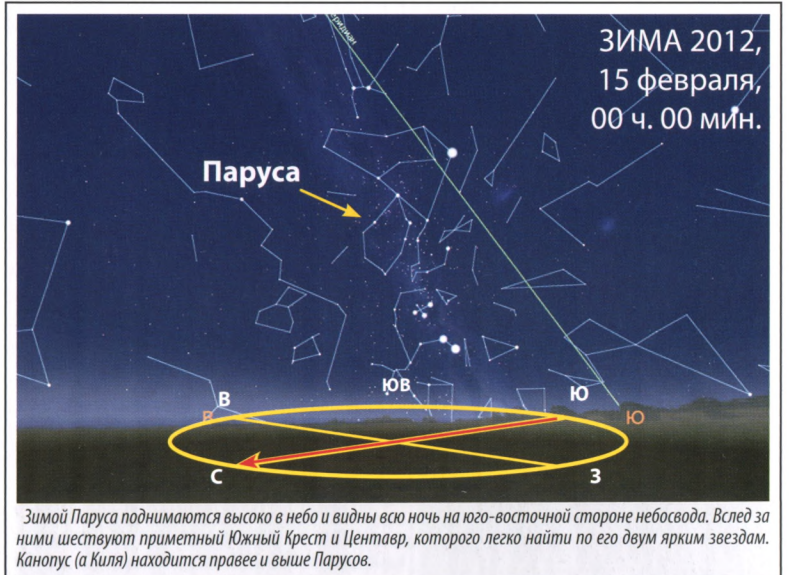 ЗИМА 2012,
15 февраля,
00 ч. 00 мин.
меридиан
Паруса
В
ЮВ
Ю
В
Ю
С
З
Зимой Паруса поднимаются высоко в небо и видны всю ночь на юго-восточной стороне небосвода. Вслед за
ними шествуют приметный Южный Крест и Центавр, которого легко найти по его двум ярким звездам.
Канопус (a Киля) находится правее и выше Парусов.